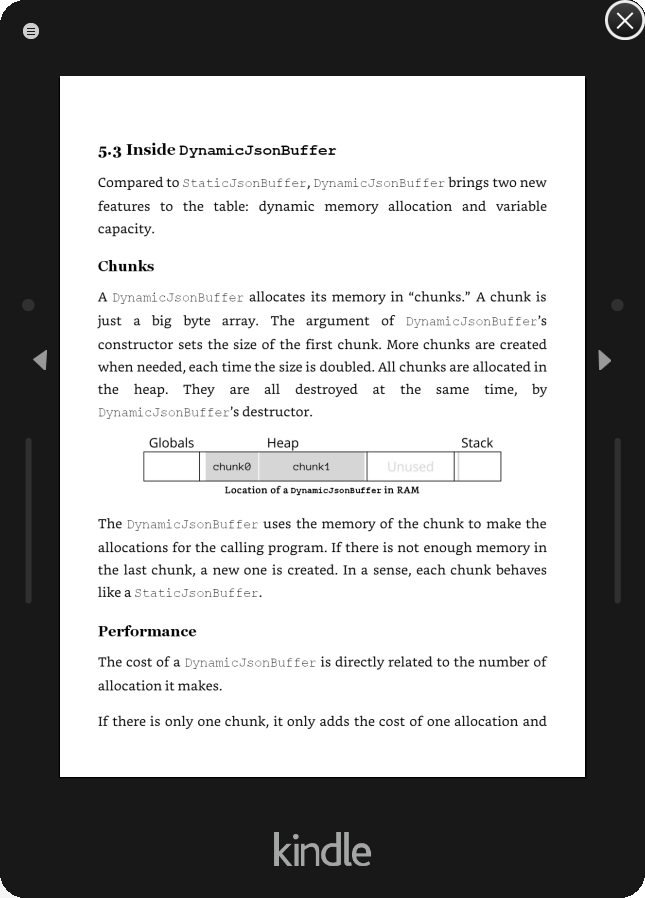 5.3 Inside DynamicJsonBuffer
Compared to StaticJsonBuffer, DynamicJsonBuffer brings two new
features to the table: dynamic memory allocation and variable
capacity.
Chunks
A DynamicJsonBuffer allocates its memory in “chunks.” A chunk is
just a big byte array. The argument of DynamicJsonBuffer’s
constructor sets the size of the first chunk. More chunks are created
when needed, each time the size is doubled. All chunks are allocated in
the heap. They are all destroyed at the same time, by
DynamicJsonBuffer’s destructor.
Globals Heap Stack
chunk0 chunk1 Unused
Location of a DynamicJsonBuffer in RAM
The DynamicJsonBuffer uses the memory of the chunk to make the
allocations for the calling program. If there is not enough memory in
the last chunk, a new one is created. In a sense, each chunk behaves
like a StaticJsonBuffer.
Performance
The cost of a DynamicJsonBuffer is directly related to the number of
allocation it makes.
If there is only one chunk, it only adds the cost of one allocation and
kindle